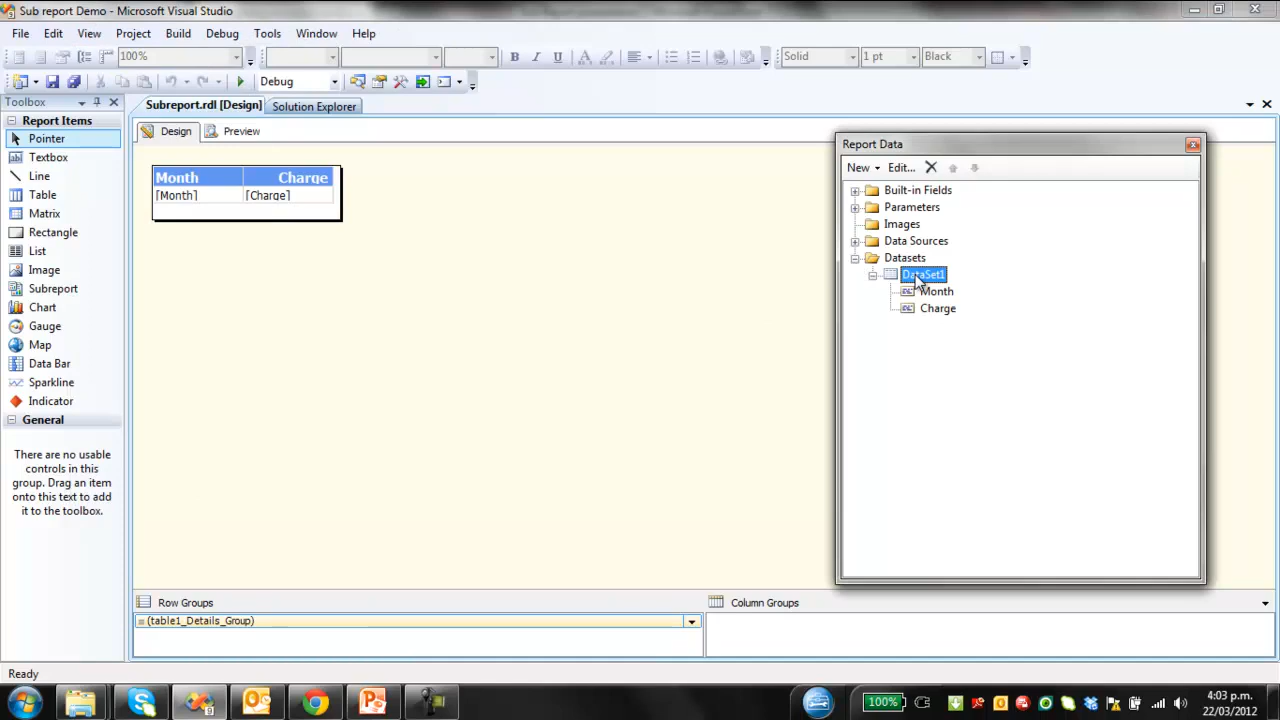 Sub report Demo - Microsoft Visual Studio
File Edit View Project Build Debug Tools Window Help
100% B I U A Solid 1 pt Black
Debug
Toolbox
Subreport.rdl [Design] Solution Explorer
Report Items
Pointer
Textbox
Line
Table
Matrix
Rectangle
List
Image
Subreport
Chart
Gauge
Map
Data Bar
Sparkline
Indicator
General
There are no usable
controls in this
group. Drag an item
onto this text to add
it to the toolbox.
Design Preview
Month Charge
[Month] [Charge]
Report Data
New Edit...
Built-in Fields
Parameters
Images
Data Sources
Datasets
DataSet1
Month
Charge
Row Groups
(table1_Details_Group)
Column Groups
Ready
100%
4:03 p.m.
22/03/2012